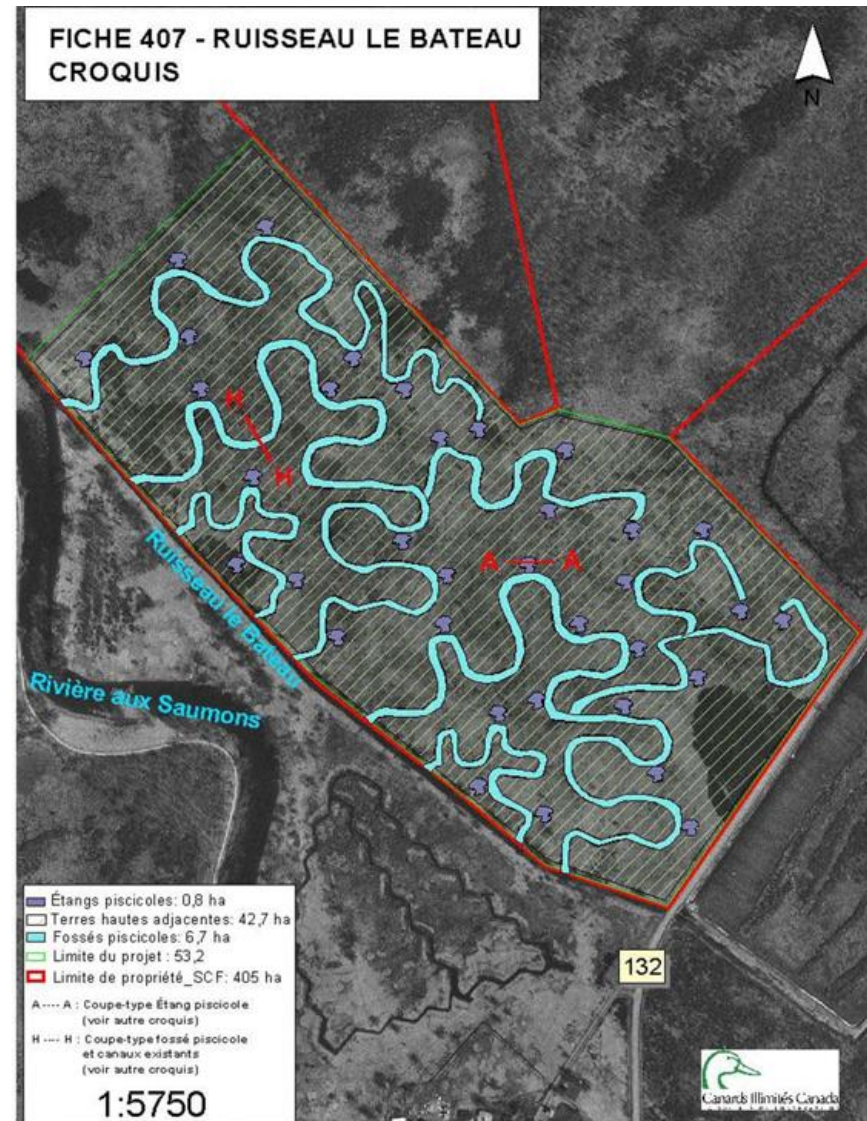 FICHE 407 - RUISSEAU LE BATEAU
CROQUIS
N
H
H
A
A
Ruisseau le Bateau
Rivière aux Saumons
132
Étangs piscicoles: 0,8 ha
Terres hautes adjacentes: 42,7 ha
Fossés piscicoles: 6,7 ha
Limite du projet : 53,2
Limite de propriété_SCF: 405 ha
A ---- A : Coupe-type Étang piscicole
(voir autre croquis)
H ---- H : Coupe-type fossé piscicole
et canaux existants
(voir autre croquis)
1:5750
Canards Illimités Canada